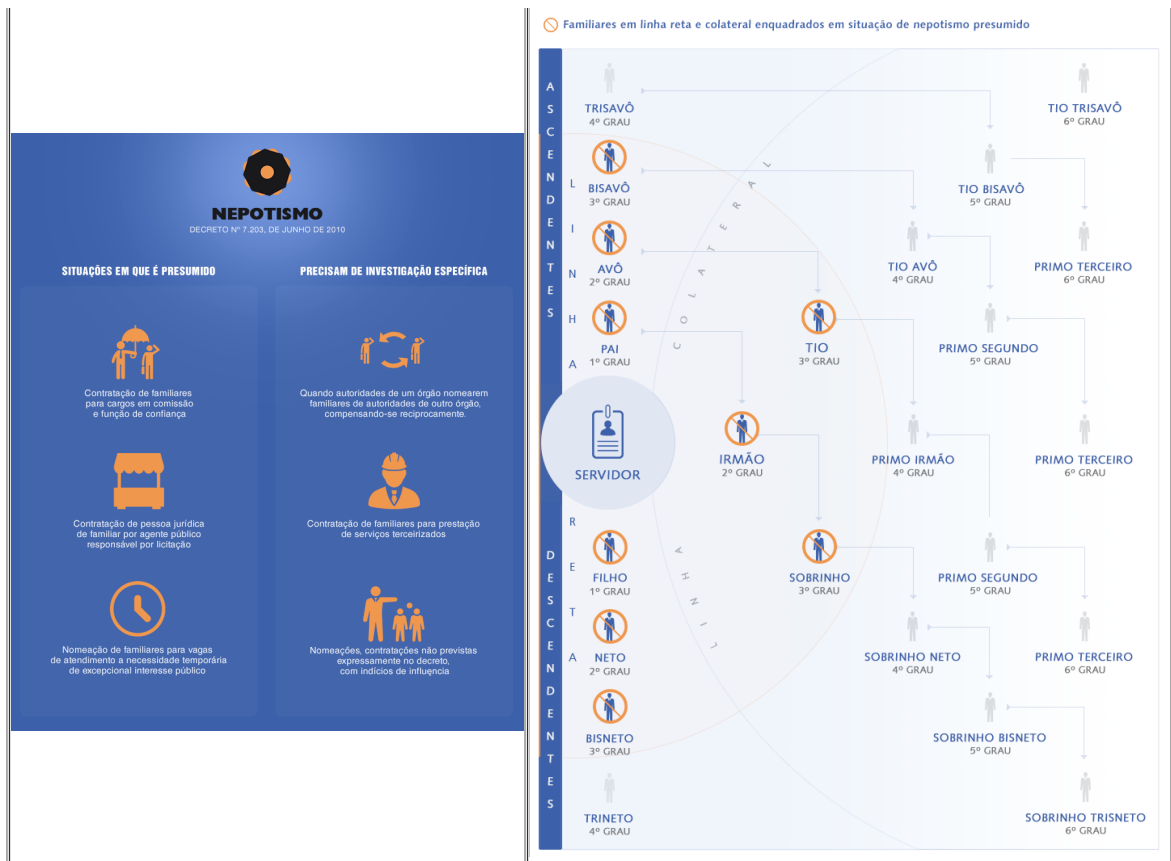 NEPOTISMO
DECRETO Nº 7.203, DE JUNHO DE 2010
SITUAÇÕES EM QUE É PRESUMIDO
Contratação de familiares
para cargos em comissão
e função de confiança
Contratação de pessoa jurídica
de familiar por agente público
responsável por licitação
Nomeação de familiares para vagas
de atendimento a necessidade temporária
de excepcional interesse público
PRECISAM DE INVESTIGAÇÃO ESPECÍFICA
Quando autoridades de um órgão nomearem
familiares de autoridades de outro órgão,
compensando-se reciprocamente.
Contratação de familiares para prestação
de serviços terceirizados
Nomeações, contratações não previstas
expressamente no decreto,
com indícios de influença
Familiares em linha reta e colateral enquadrados em situação de nepotismo presumido
ASCENDENTES
DESCENDENTES
LINHA RETA
LINHA COLATERAL
TRISAVÔ
4º GRAU
TIO TRISAVÔ
6º GRAU
BISAVÔ
3º GRAU
TIO BISAVÔ
5º GRAU
AVÔ
2º GRAU
TIO AVÔ
4º GRAU
PRIMO TERCEIRO
6º GRAU
PAI
1º GRAU
TIO
3º GRAU
PRIMO SEGUNDO
5º GRAU
SERVIDOR
IRMÃO
2º GRAU
PRIMO IRMÃO
4º GRAU
PRIMO TERCEIRO
6º GRAU
FILHO
1º GRAU
SOBRINHO
3º GRAU
PRIMO SEGUNDO
5º GRAU
NETO
2º GRAU
SOBRINHO NETO
4º GRAU
PRIMO TERCEIRO
6º GRAU
BISNETO
3º GRAU
SOBRINHO BISNETO
5º GRAU
TRINETO
4º GRAU
SOBRINHO TRISNETO
6º GRAU